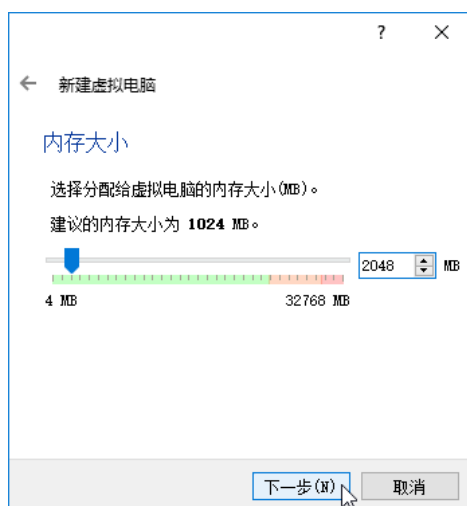 ?
新建虚拟电脑
内存大小
选择分配给虚拟电脑的内存大小(MB)。
建议的内存大小为 1024 MB。
2048 MB
4 MB 32768 MB
下一步(N) 取消